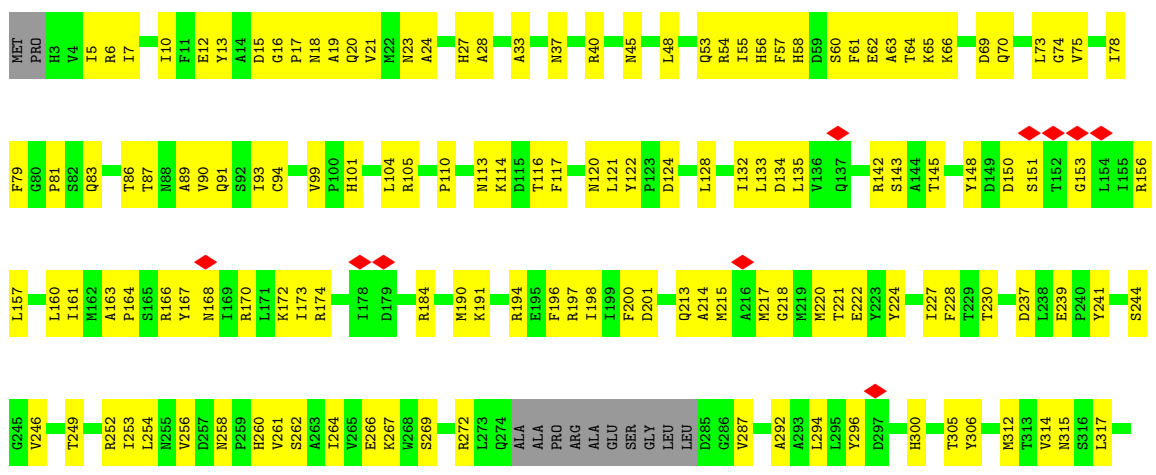 MET PRO H3 V4 I5 R6 I7 I10 F11 E12 Y13 A14 D15 G16 P17 N18 A19 Q20 V21 M22 N23 A24 H27 A28 A33 N37 R40 N45 L48 Q53 R54 I55 H56 F57 H58 D59 S60 F61 E62 A63 T64 K65 K66 D69 Q70 L73 G74 V75 I78
F79 G80 P81 S82 Q83 T86 T87 N88 A89 V90 Q91 S92 I93 C94 V99 P100 H101 L104 R105 P110 N113 K114 D115 T116 F117 N120 L121 Y122 P123 D124 L128 I132 L133 D134 L135 V136 Q137 R142 S143 A144 T145 Y148 D149 D150 S151 T152 G153 L154 I155 R156
L157 L160 I161 M162 A163 P164 S165 R166 Y167 N168 I169 R170 L171 K172 I173 R174 I178 D179 R184 M190 K191 R194 E195 F196 R197 I198 I199 F200 D201 Q213 A214 M215 A216 M217 G218 M219 M220 T221 E222 Y223 Y224 I227 F228 T229 T230 D237 L238 E239 P240 Y241 S244
G245 V246 T249 R252 I253 L254 N255 V256 D257 N258 P259 H260 V261 S262 A263 I264 V265 E266 K267 W268 S269 R272 L273 Q274 ALA ALA PRO ARG ALA GLU SER GLY LEU LEU D285 G286 V287 A292 A293 L294 L295 Y296 D297 H300 T305 Y306 M312 T313 V314 N315 S316 L317